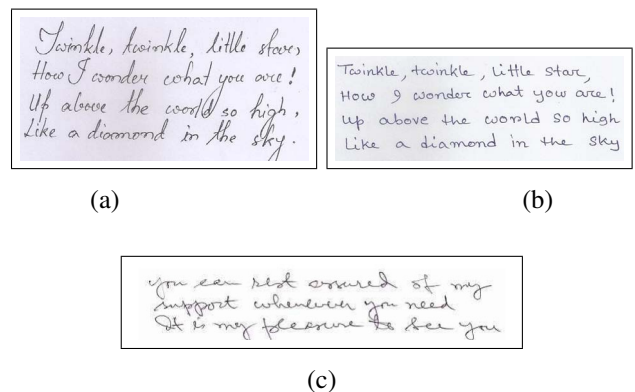 Twinkle, twinkle, little star,
How I wonder what you are!
Up above the world so high,
Like a diamond in the sky.
(a)
Twinkle, twinkle, Little star,
How I wonder what you are!
up above the world so high
Like a diamond in the sky
(b)
you can rest assured of my
support whenever you need
It is my pleasure to see you
(c)